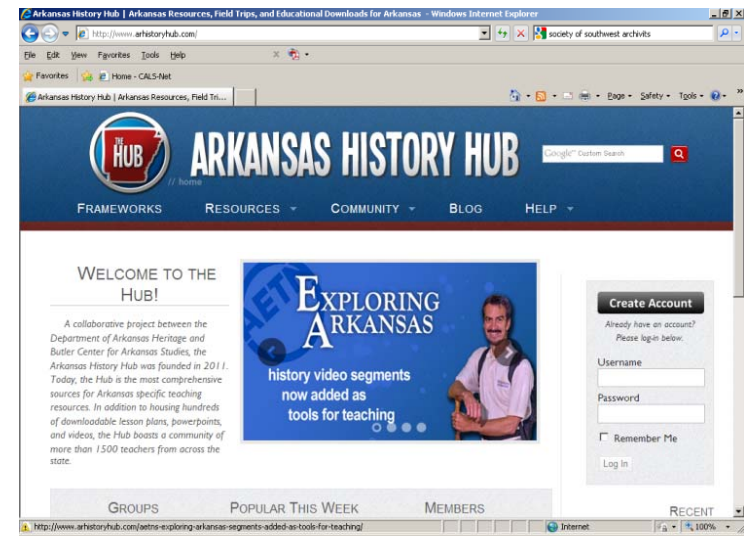 Arkansas History Hub | Arkansas Resources, Field Trips, and Educational Downloads for Arkansas - Windows Internet Explorer
http://www.arhistoryhub.com/
society of southwest archivits
File Edit View Favorites Tools Help
Favorites Home - CALS-Net
Arkansas History Hub | Arkansas Resources, Field Tri...
Page Safety Tools
THE HUB
ARKANSAS HISTORY HUB
Google™ Custom Search
// home
FRAMEWORKS RESOURCES COMMUNITY BLOG HELP
WELCOME TO THE
HUB!
A collaborative project between the
Department of Arkansas Heritage and
Butler Center for Arkansas Studies, the
Arkansas History Hub was founded in 2011.
Today, the Hub is the most comprehensive
sources for Arkansas specific teaching
resources. In addition to housing hundreds
of downloadable lesson plans, powerpoints,
and videos, the Hub boasts a community of
more than 1500 teachers from across the
state.
AETN
EXPLORING
ARKANSAS
history video segments
now added as
tools for teaching
Create Account
Already have an account?
Please log-in below.
Username
Password
Remember Me
Log In
GROUPS POPULAR THIS WEEK MEMBERS
RECENT
http://www.arhistoryhub.com/aetns-exploring-arkansas-segments-added-as-tools-for-teaching/
Internet
100%